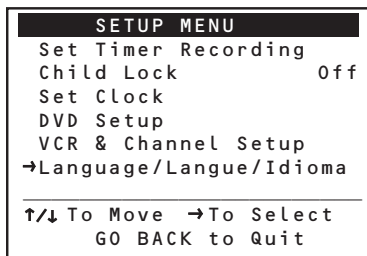 SETUP MENU
Set Timer Recording
Child Lock Off
Set Clock
DVD Setup
VCR & Channel Setup
→Language/Langue/Idioma
↑/↓ To Move →To Select
GO BACK to Quit